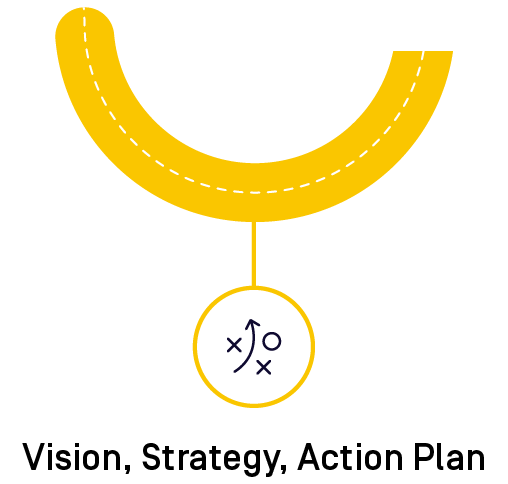 Vision, Strategy, Action Plan